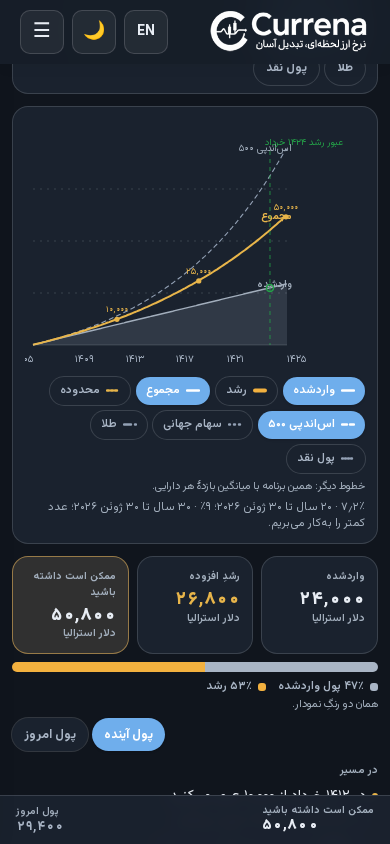 Currena
نرخ ارز لحظه‌ای، تبدیل آسان
EN
طلا
پول نقد
عبور رشد ۱۴۲۴ خرداد
اس‌اندپی ۵۰۰
۵۰,۰۰۰
مجموع
۲۵,۰۰۰
واردشده
۱۰,۰۰۰
۰۵
۱۴۰۹
۱۴۱۳
۱۴۱۷
۱۴۲۱
۱۴۲۵
واردشده
رشد
مجموع
محدوده
اس‌اندپی ۵۰۰
سهام جهانی
طلا
پول نقد
خطوط دیگر: همین برنامه با میانگین بازدهٔ هر دارایی.
۷٫۲٪ · ۲۰ سال تا ۳۰ ژوئن ۲۰۲۶؛ ۹٪ · ۳۰ سال تا ۳۰ ژوئن ۲۰۲۶؛ عدد
کمتر را به‌کار می‌بریم.
واردشده
۲۴,۰۰۰
دلار استرالیا
رشد افزوده
۲۶,۸۰۰
دلار استرالیا
ممکن است داشته
باشید
۵۰,۸۰۰
دلار استرالیا
۴۷٪ پول واردشده
۵۳٪ رشد
همان دو رنگ نمودار.
پول آینده
پول امروز
در مسیر
ممکن است داشته باشید
۵۰,۸۰۰
پول امروز
۲۹,۴۰۰